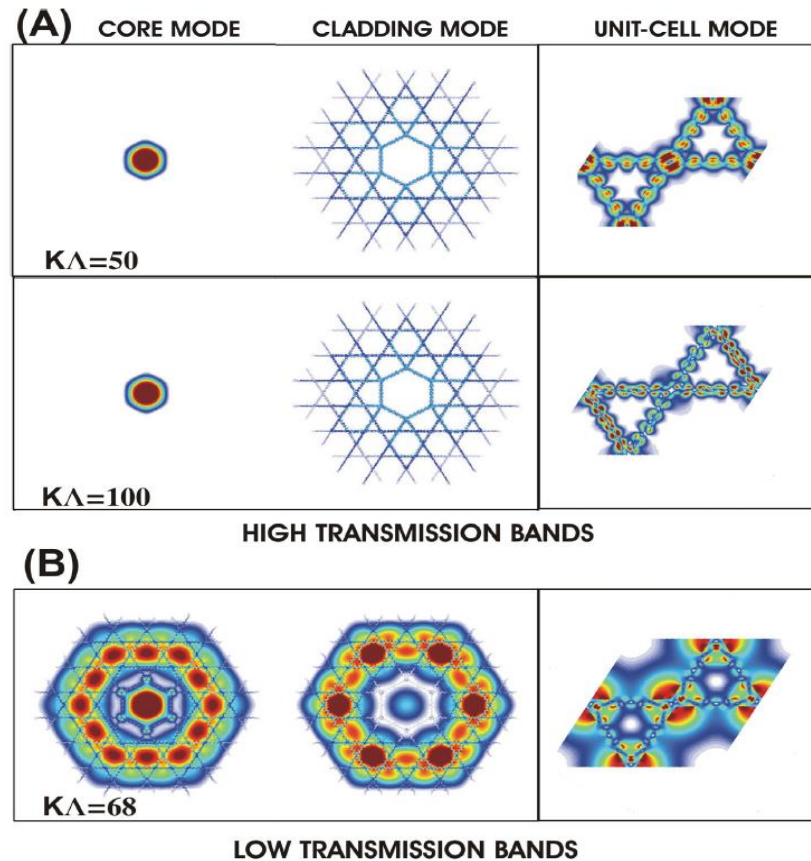 (A) CORE MODE CLADDING MODE UNIT-CELL MODE
KΛ=50
KΛ=100
HIGH TRANSMISSION BANDS
(B)
KΛ=68
LOW TRANSMISSION BANDS